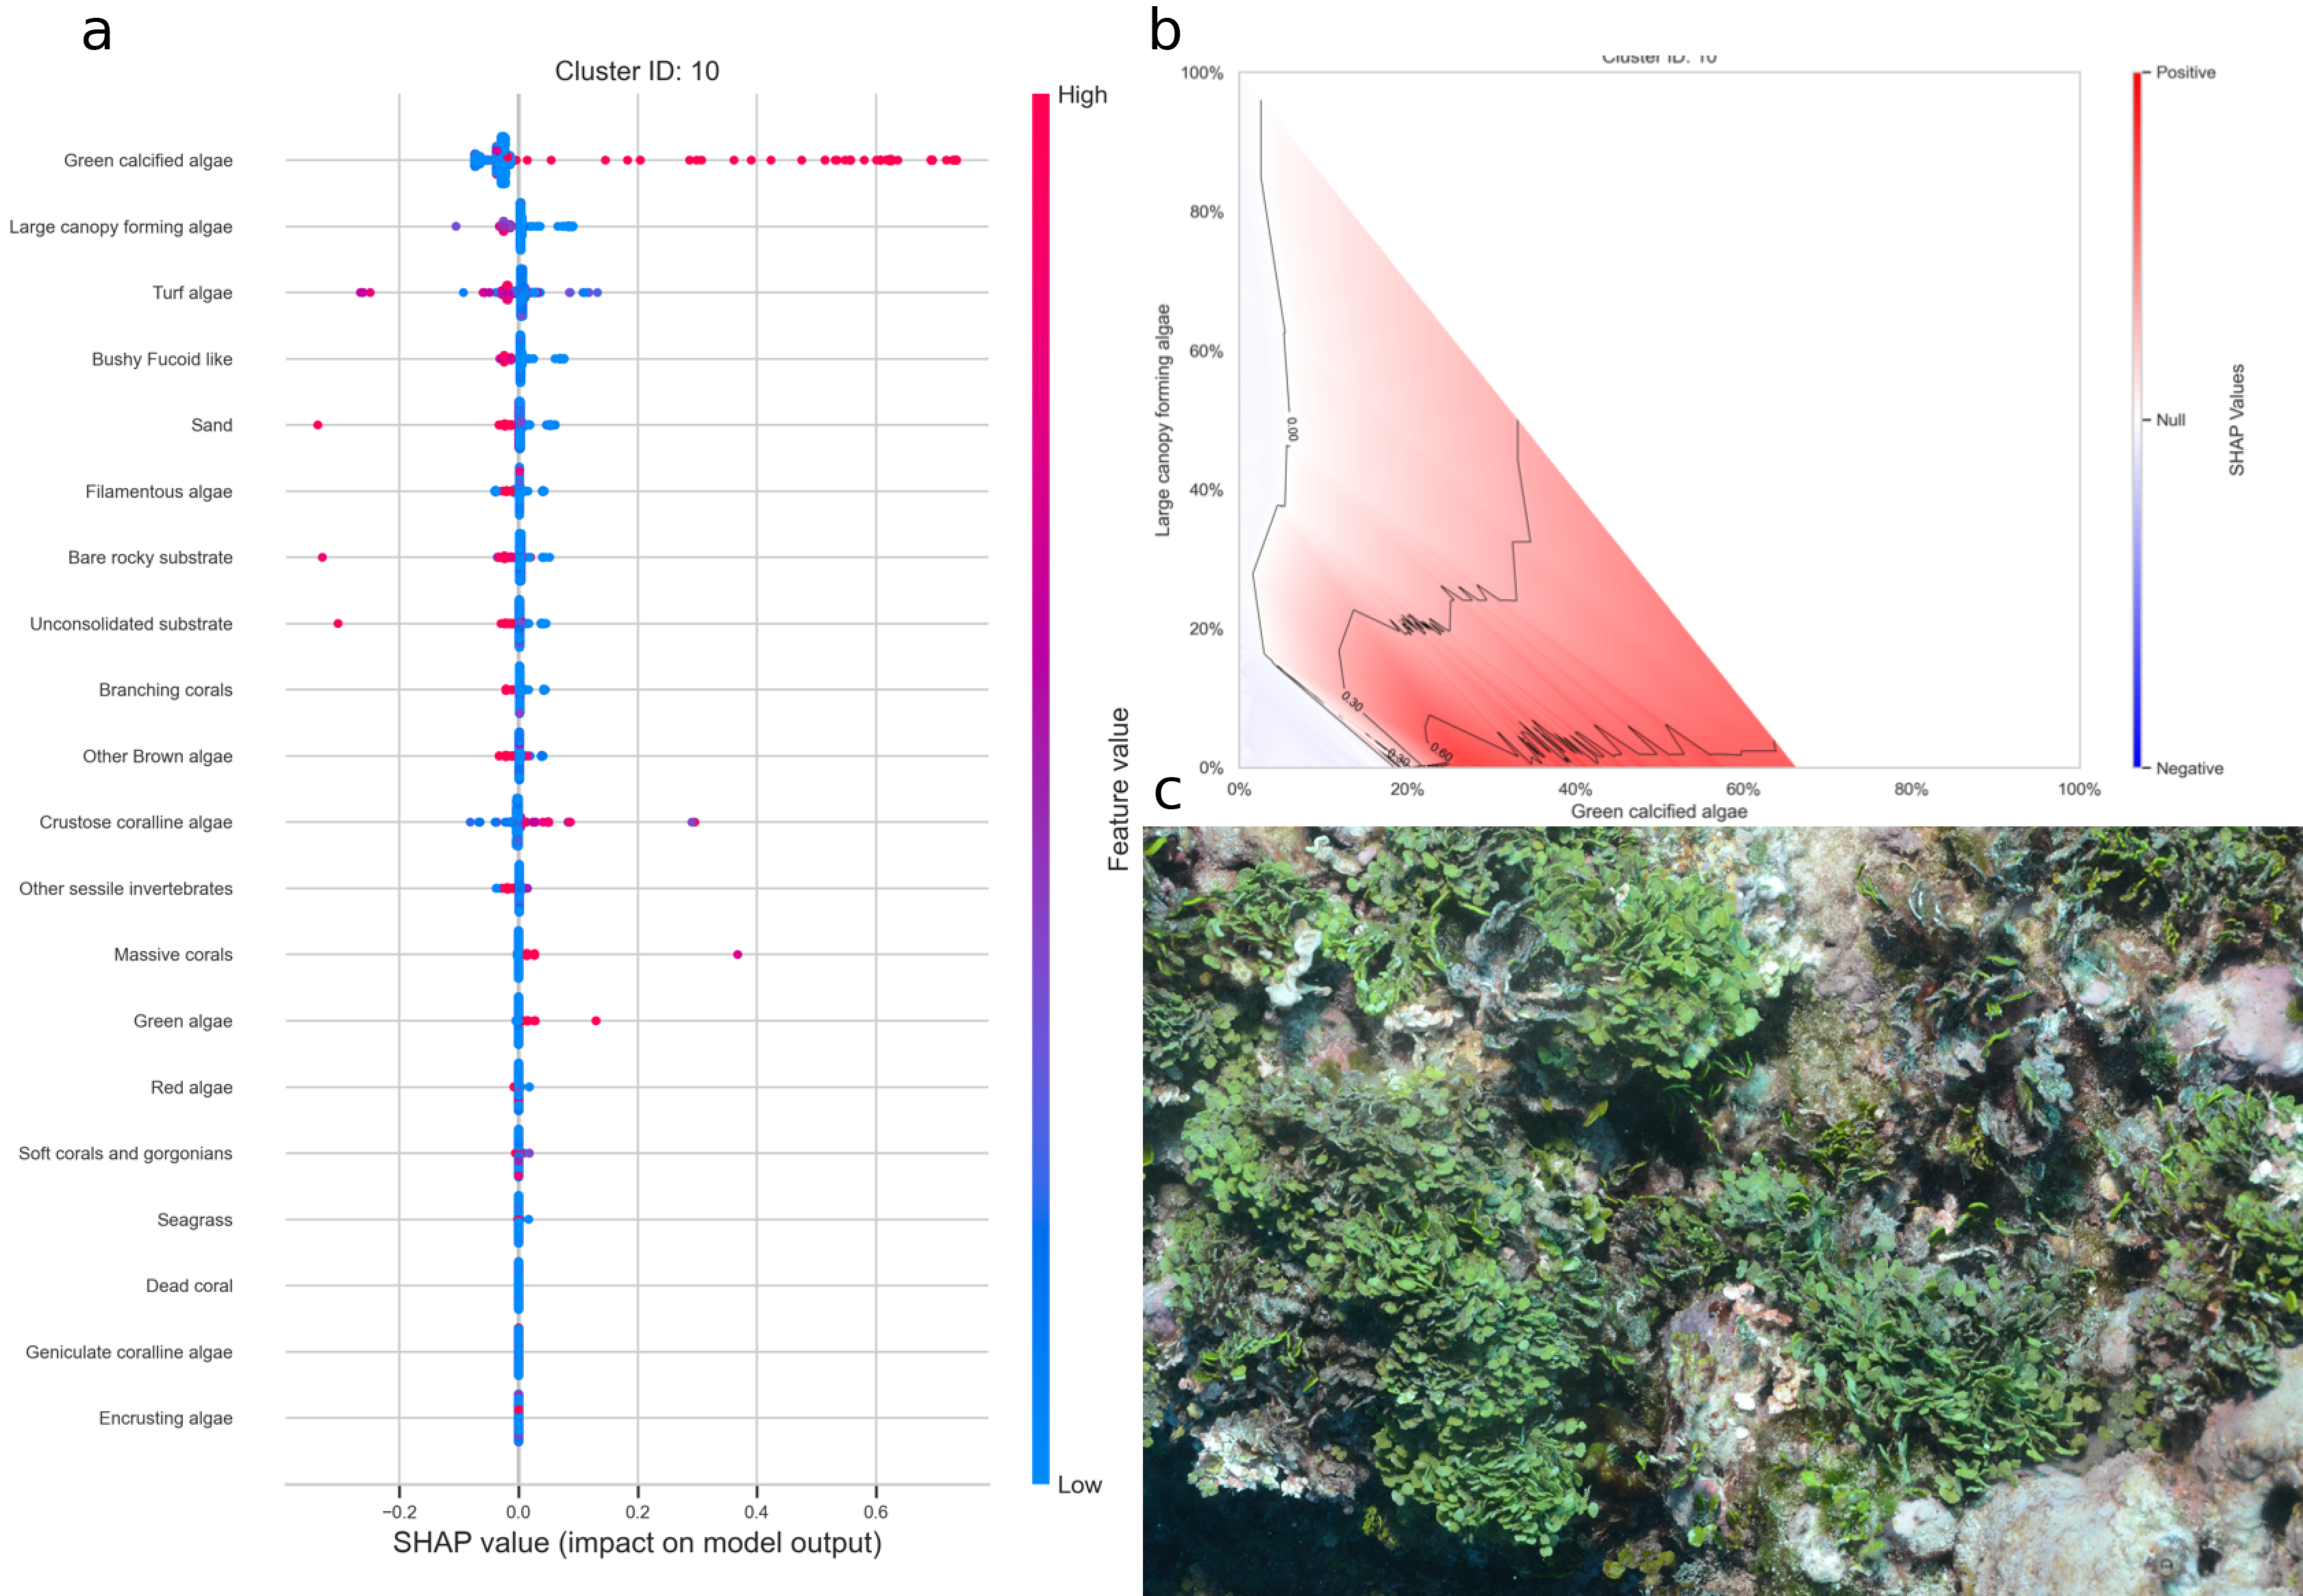 a
Cluster ID: 10
Green calcified algae
Large canopy forming algae
Turf algae
Bushy Fucoid like
Sand
Filamentous algae
Bare rocky substrate
Unconsolidated substrate
Branching corals
Other Brown algae
Crustose coralline algae
Other sessile invertebrates
Massive corals
Green algae
Red algae
Soft corals and gorgonians
Seagrass
Dead coral
Geniculate coralline algae
Encrusting algae
−0.2
0.0
0.2
0.4
0.6
SHAP value (impact on model output)
High
Low
Feature value
b
Cluster ID: 10
100%
80%
60%
40%
20%
0%
Large canopy forming algae
0.00
0.30
0.60
0.30
0%
20%
40%
60%
80%
100%
Green calcified algae
Positive
Null
Negative
SHAP Values
c